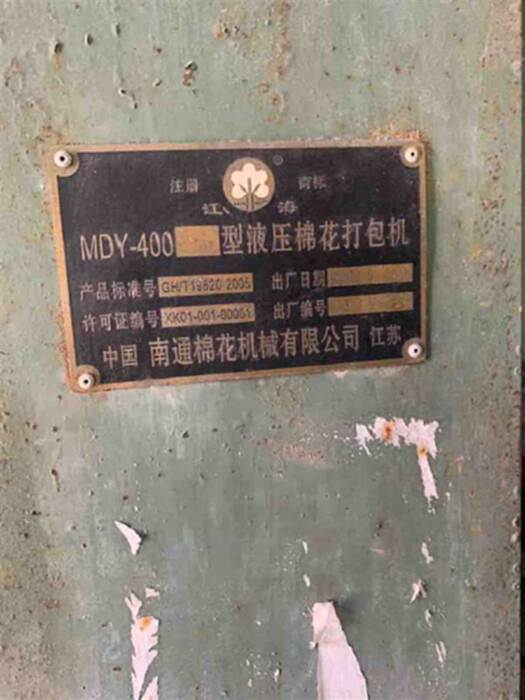 注册 ® 商标
江海
MDY-400 型液压棉花打包机
产品标准号 GH/T19820-2005 出厂日期
许可证编号 XK01-001-00061 出厂编号
中国 南通棉花机械有限公司 江苏